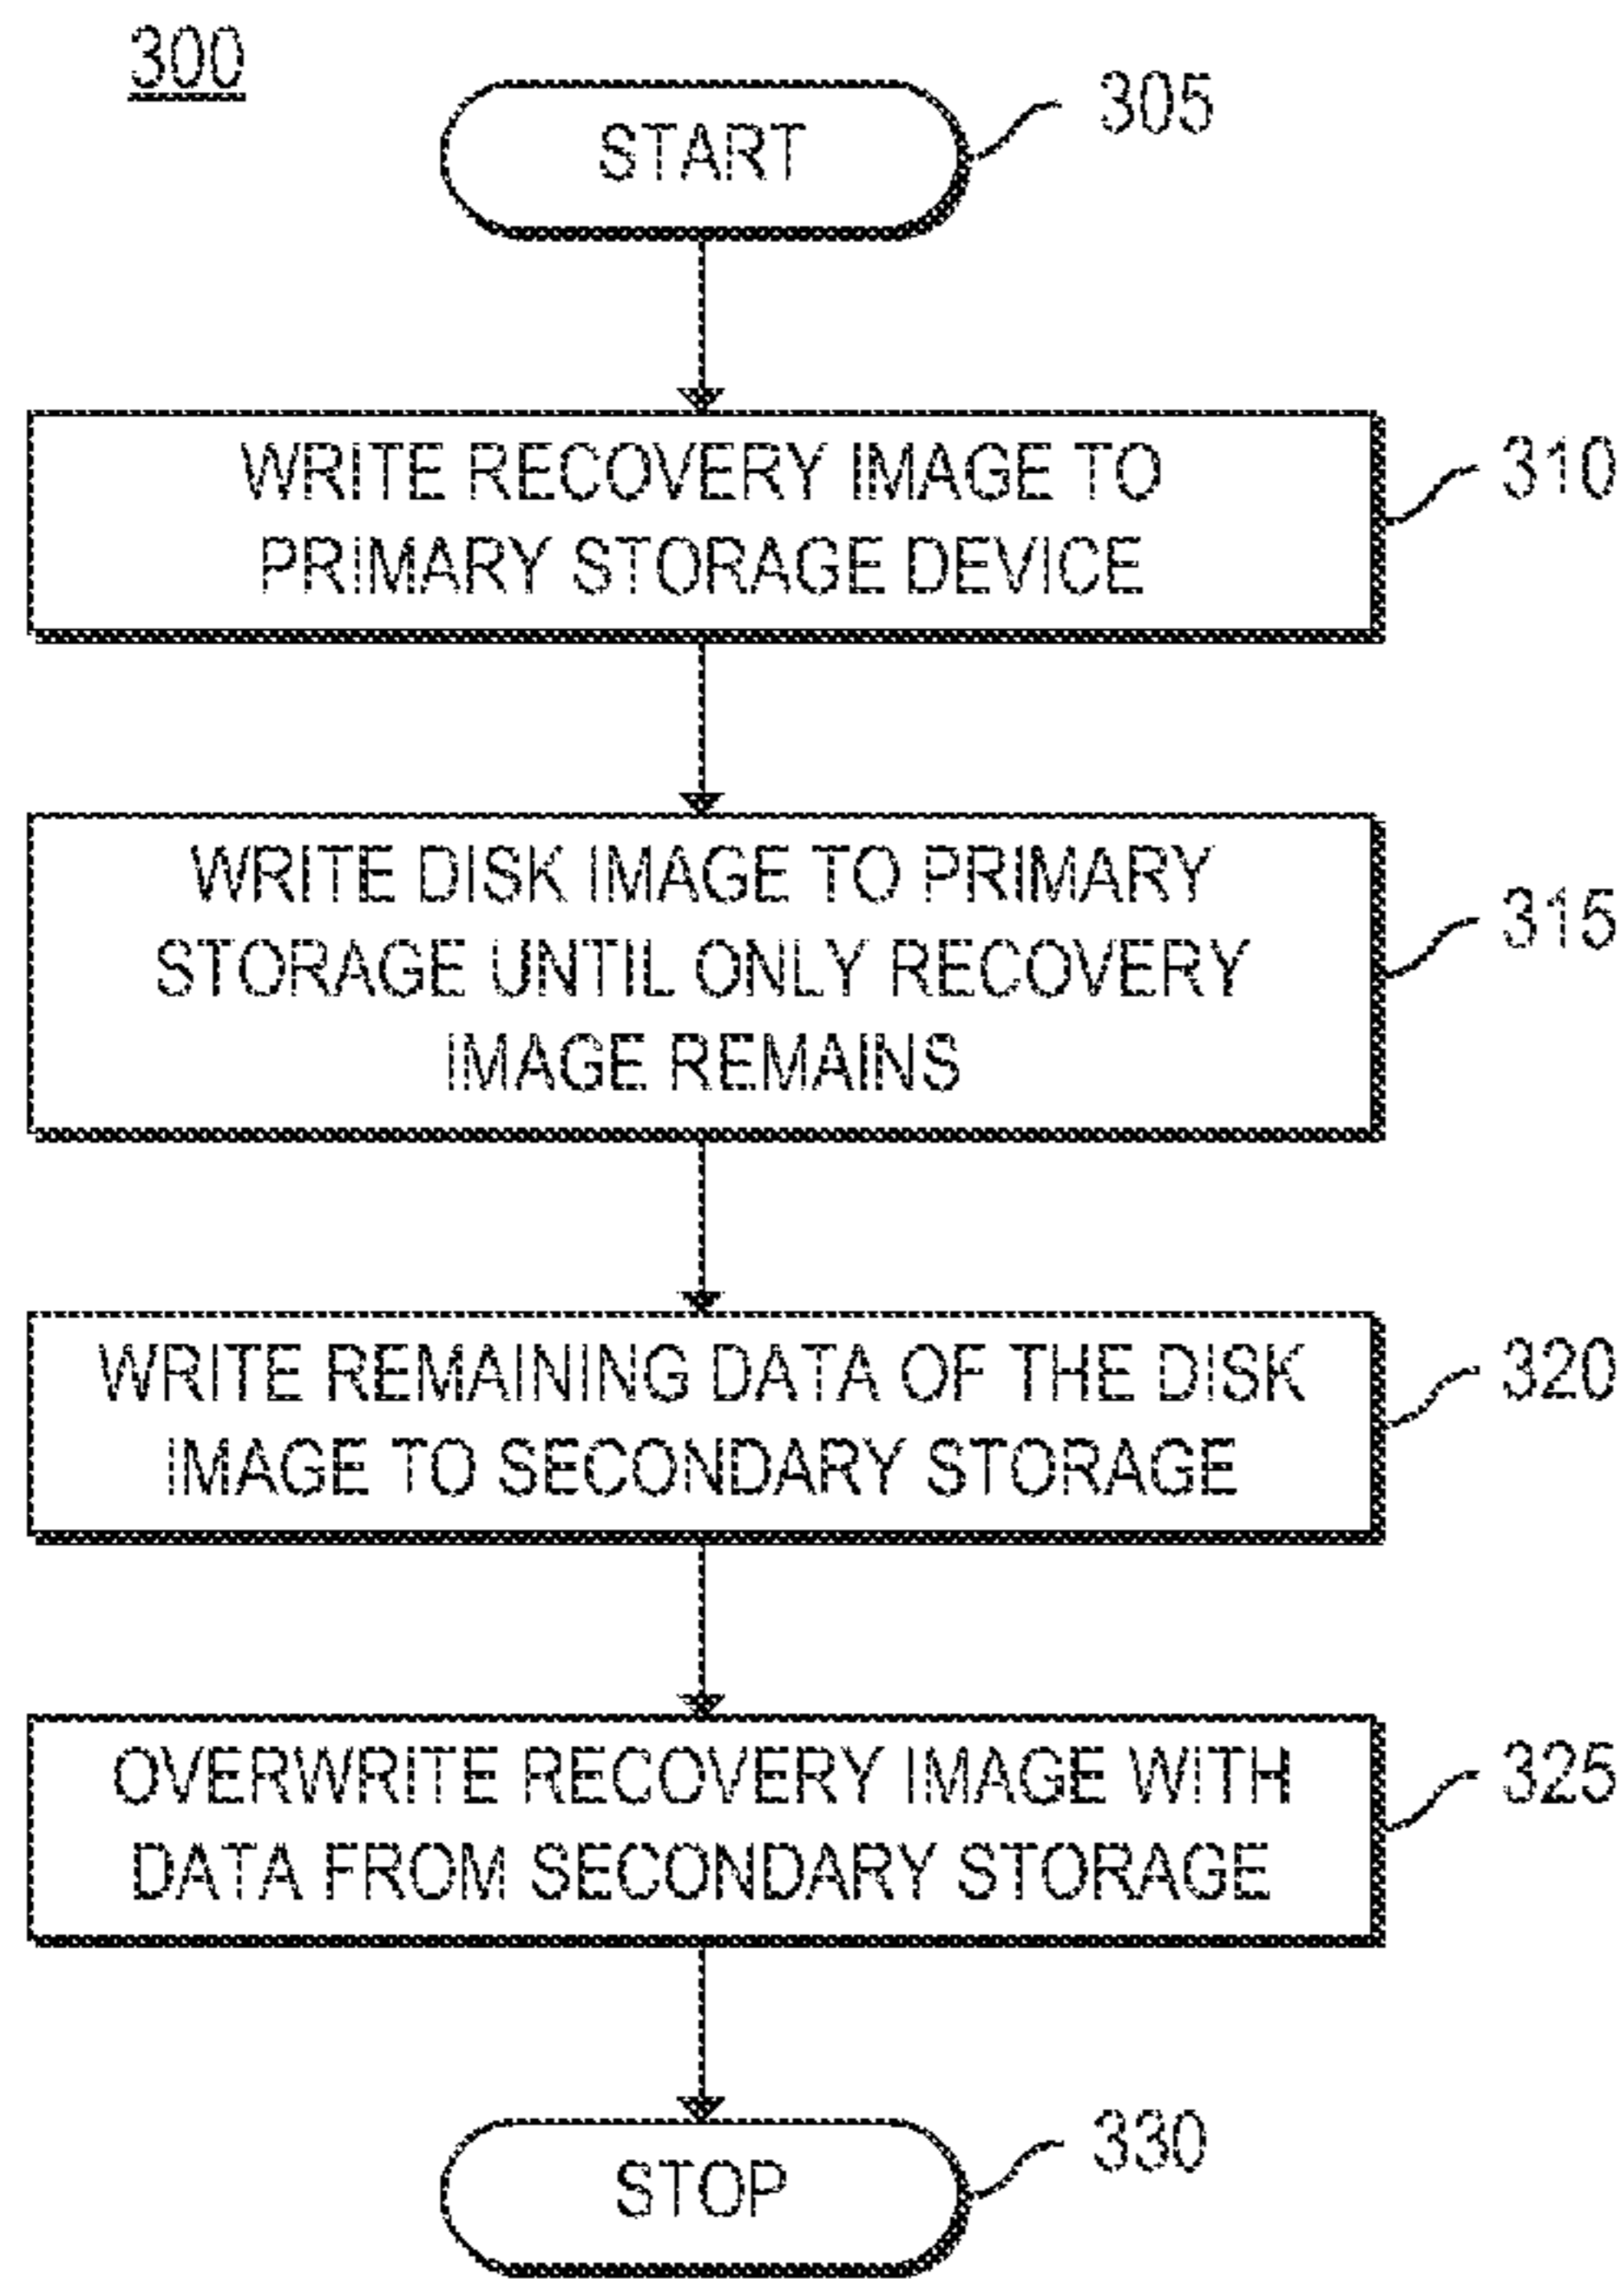 300
START
305
WRITE RECOVERY IMAGE TO
PRIMARY STORAGE DEVICE
310
WRITE DISK IMAGE TO PRIMARY
STORAGE UNTIL ONLY RECOVERY
IMAGE REMAINS
315
WRITE REMAINING DATA OF THE DISK
IMAGE TO SECONDARY STORAGE
320
OVERWRITE RECOVERY IMAGE WITH
DATA FROM SECONDARY STORAGE
325
STOP
330